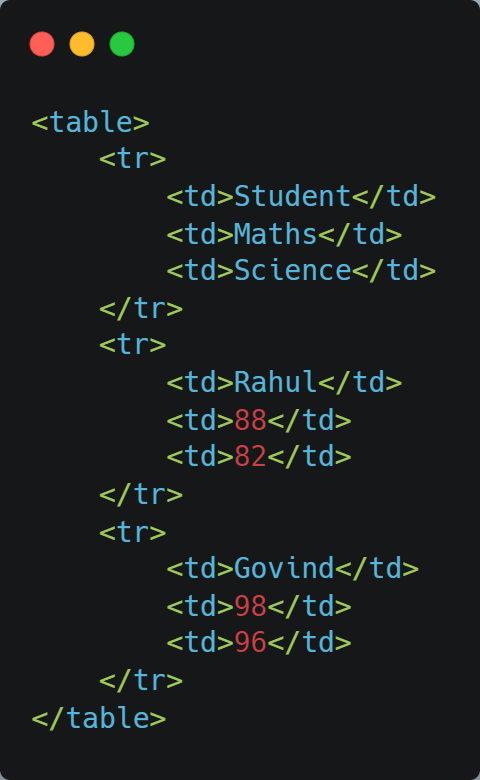 <table>
    <tr>
        <td>Student</td>
        <td>Maths</td>
        <td>Science</td>
    </tr>
    <tr>
        <td>Rahul</td>
        <td>88</td>
        <td>82</td>
    </tr>
    <tr>
        <td>Govind</td>
        <td>98</td>
        <td>96</td>
    </tr>
</table>